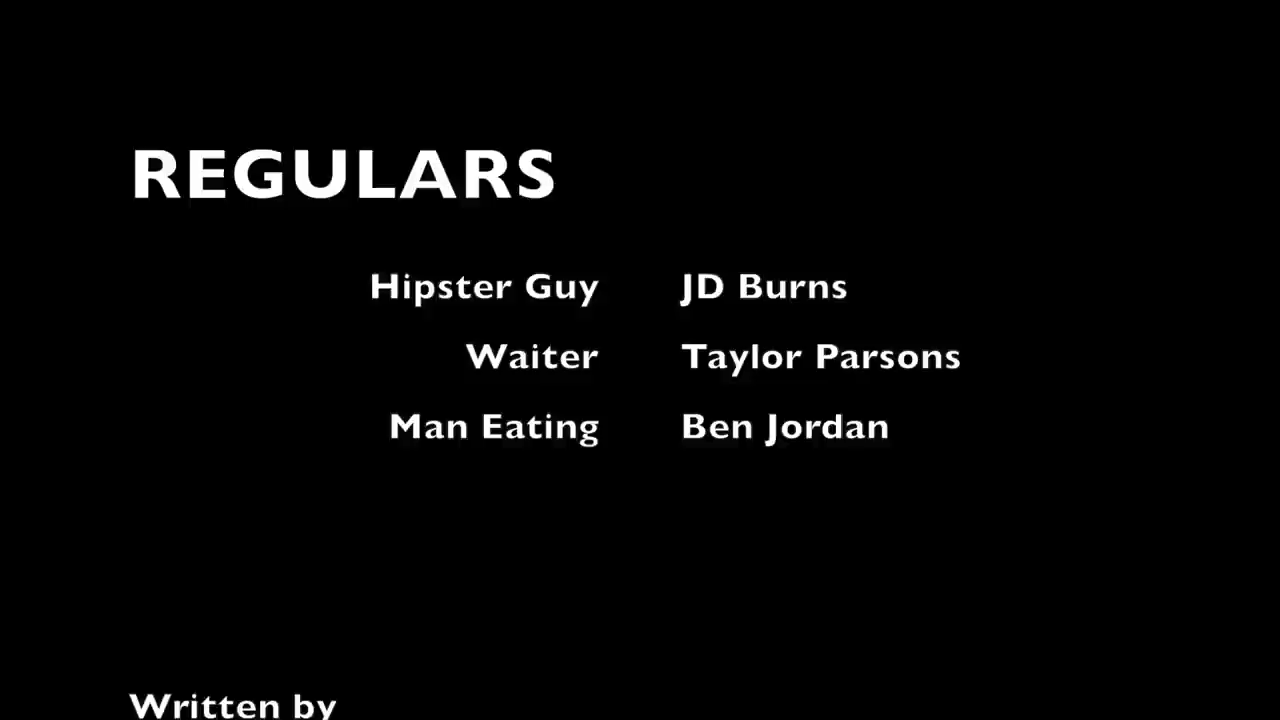 REGULARS
Hipster Guy JD Burns
Waiter Taylor Parsons
Man Eating Ben Jordan
Written by